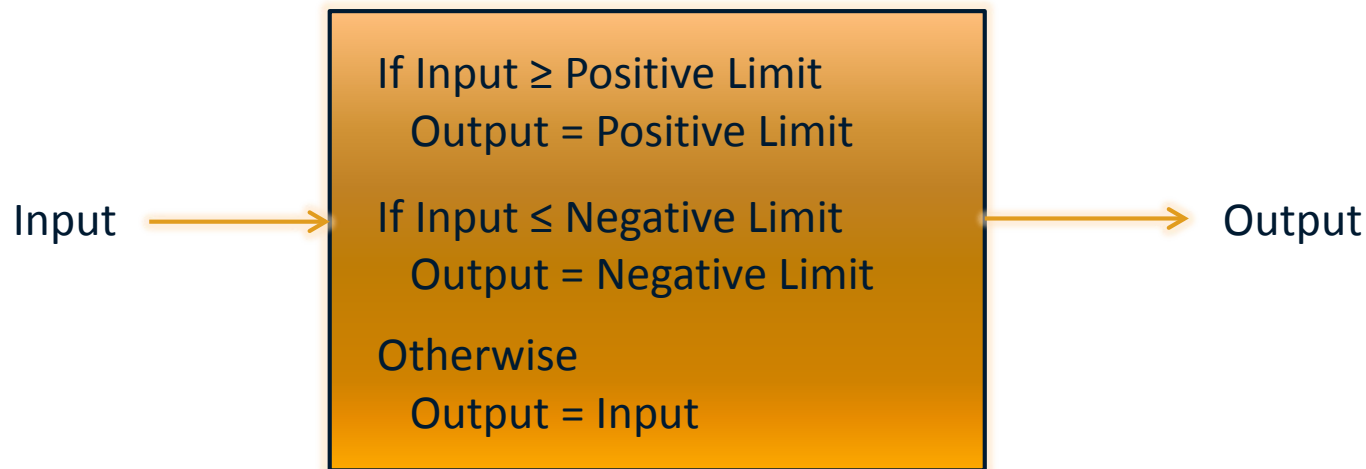 If Input ≥ Positive Limit
Output = Positive Limit
Input
If Input ≤ Negative Limit
Output = Negative Limit
Output
Otherwise
Output = Input